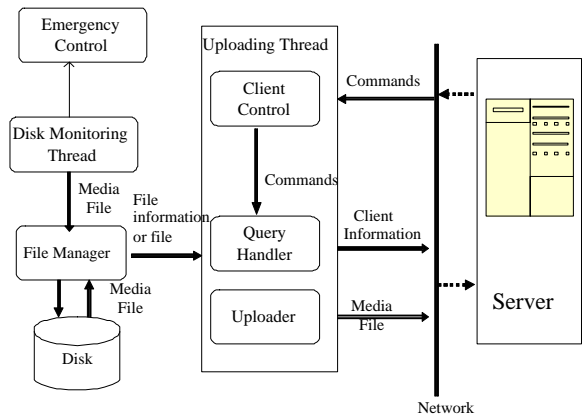 Emergency
Control
Disk Monitoring
Thread
Media
File
File Manager
Media
File
Disk
File
information
or file
Uploading Thread
Client
Control
Commands
Query
Handler
Uploader
Commands
Client
Information
Media
File
Network
Server